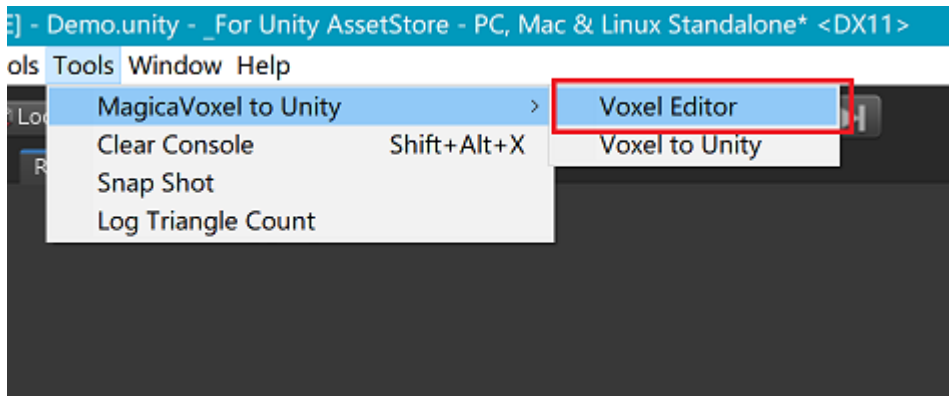 E] - Demo.unity - _For Unity AssetStore - PC, Mac & Linux Standalone* <DX11>
ols Tools Window Help
MagicaVoxel to Unity > Voxel Editor
Clear Console Shift+Alt+X Voxel to Unity
Snap Shot
Log Triangle Count